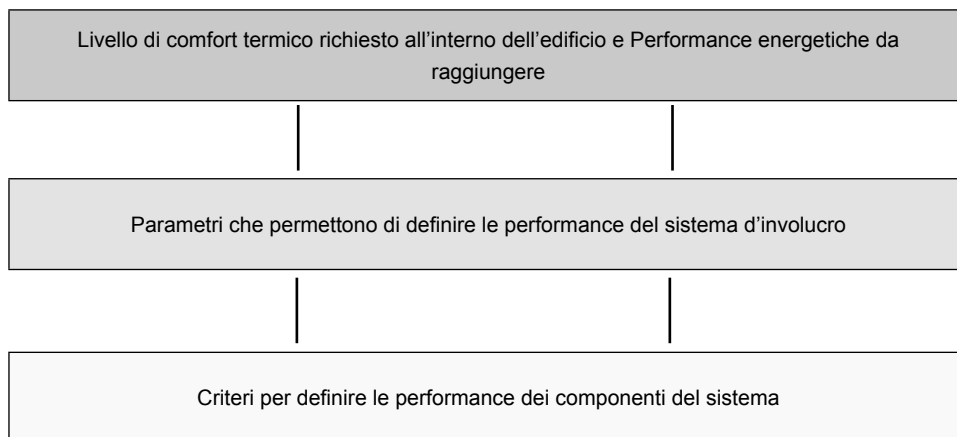 Livello di comfort termico richiesto all’interno dell’edificio e Performance energetiche da
raggiungere
Parametri che permettono di definire le performance del sistema d’involucro
Criteri per definire le performance dei componenti del sistema